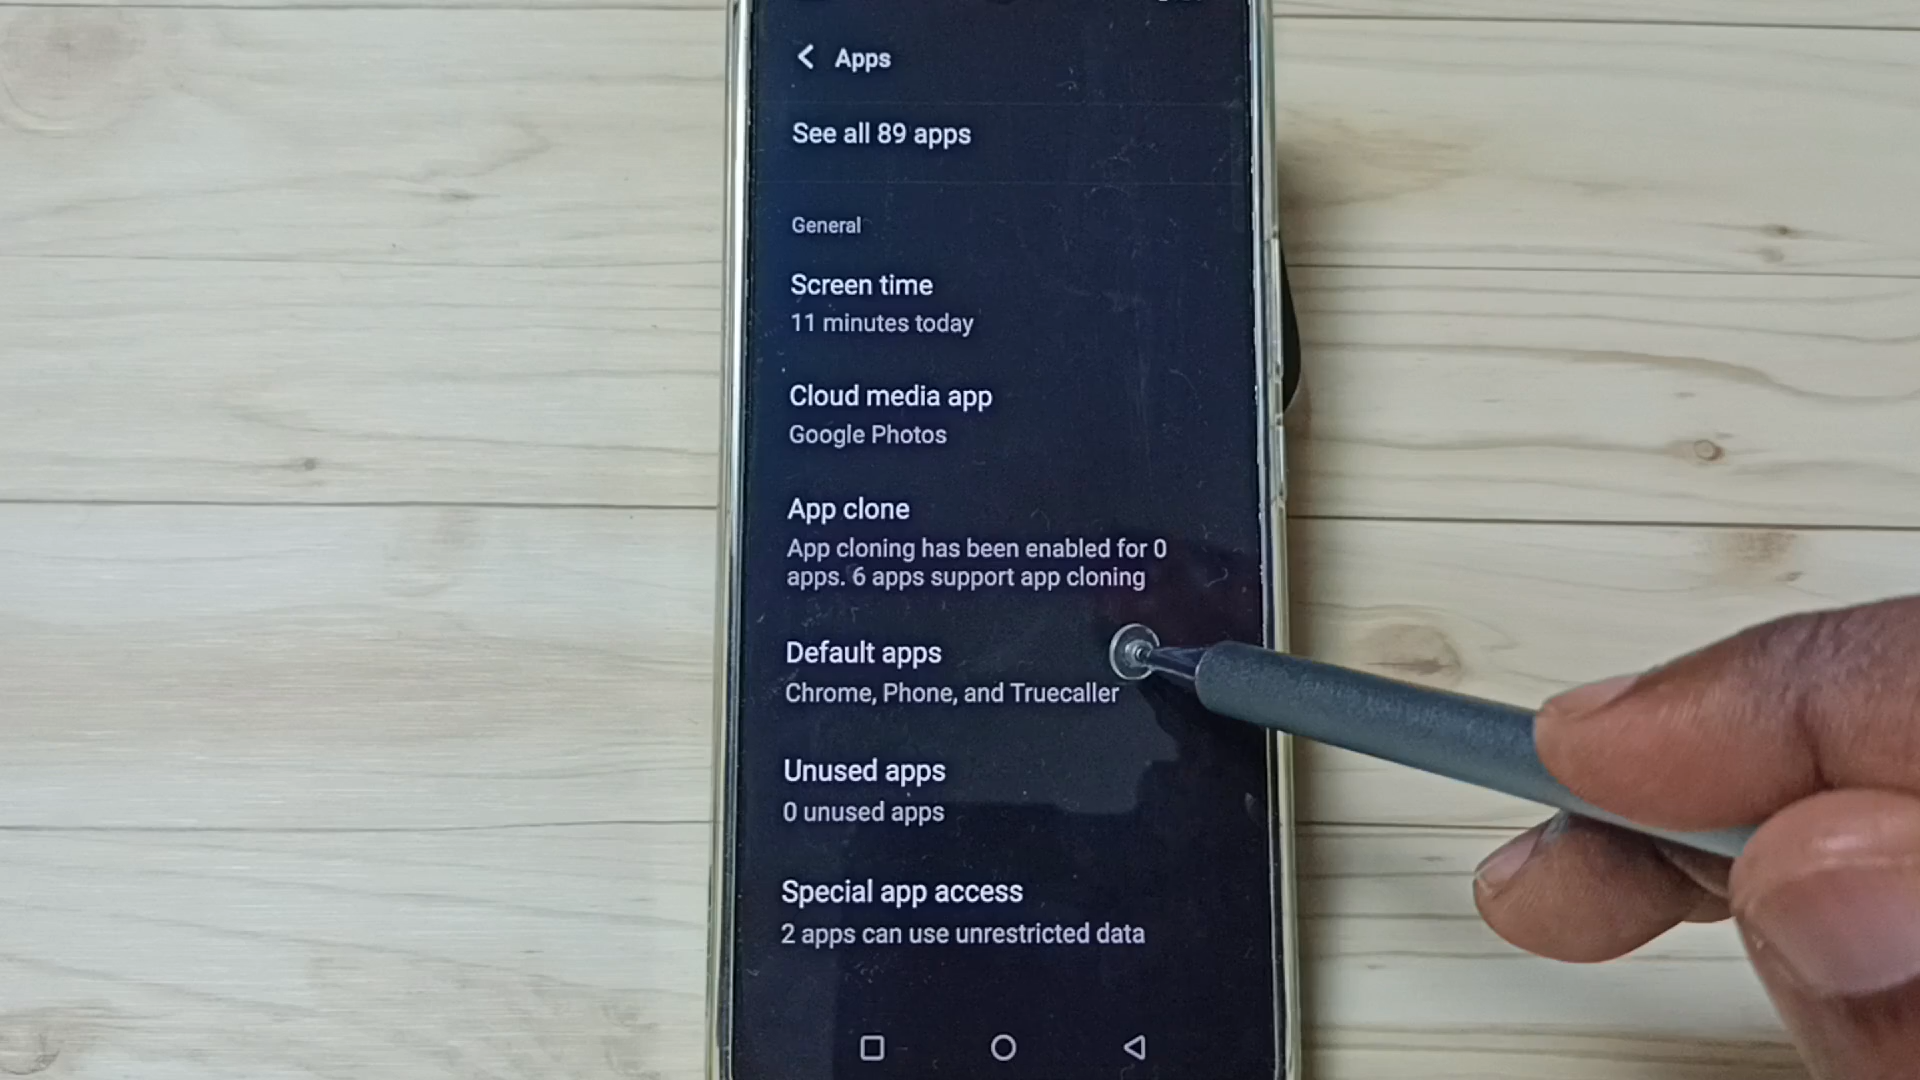 Apps
See all 89 apps
General
Screen time
11 minutes today
Cloud media app
Google Photos
App clone
App cloning has been enabled for 0
apps. 6 apps support app cloning
Default apps
Chrome, Phone, and Truecaller
Unused apps
0 unused apps
Special app access
2 apps can use unrestricted data